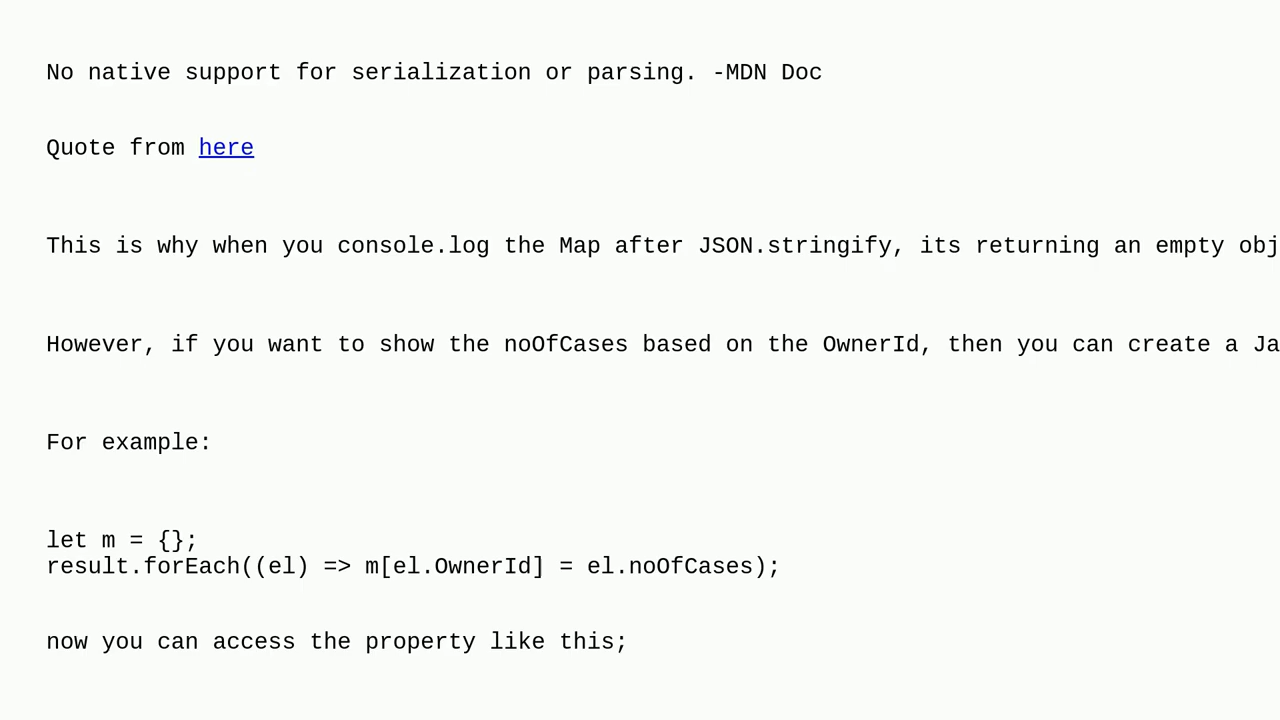 No native support for serialization or parsing. -MDN Doc
Quote from here
This is why when you console.log the Map after JSON.stringify, its returning an empty
However, if you want to show the noOfCases based on the OwnerId, then you can create a
For example:
let m = {};
result.forEach((el) => m[el.OwnerId] = el.noOfCases);
now you can access the property like this;